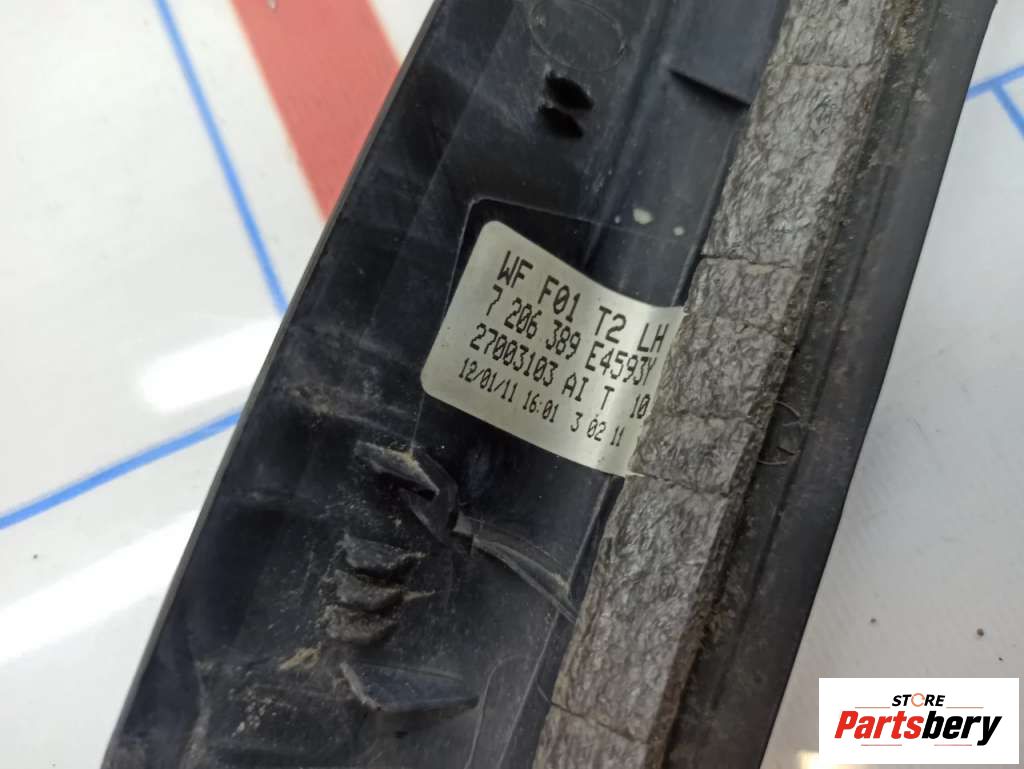 WF F01 T2 LH
7 206 389 E4593Y
27003103 AI T 10
12/01/11 16:01 3 02 11
STORE
Partsbery